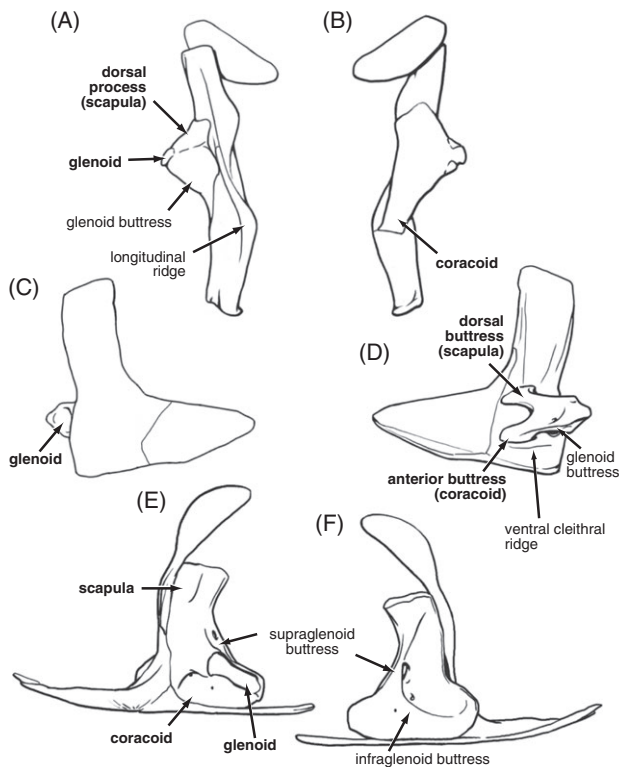 (A)
(B)
dorsal
process
(scapula)
glenoid
glenoid buttress
longitudinal
ridge
coracoid
(C)
glenoid
(D)
dorsal
buttress
(scapula)
glenoid
buttress
anterior buttress
(coracoid)
ventral cleithral
ridge
(E)
(F)
scapula
supraglenoid
buttress
coracoid
glenoid
infraglenoid buttress